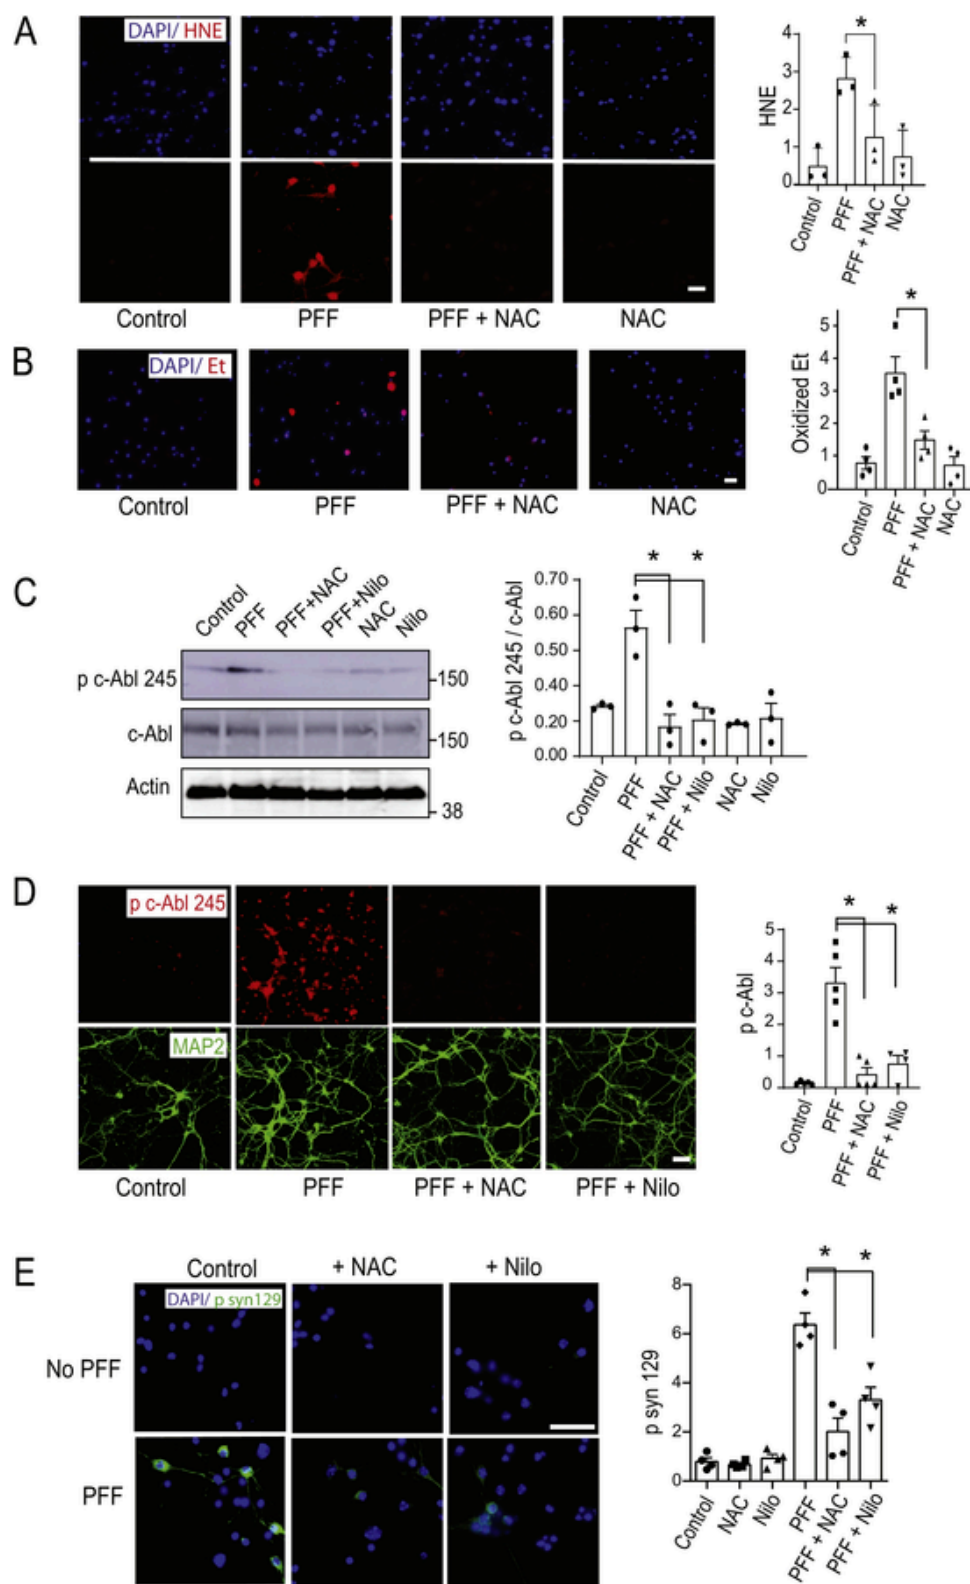 A
DAPI/ HNE
Control
PFF
PFF + NAC
NAC
HNE
4
3
2
1
0
Control
PFF
PFF + NAC
NAC
*
B
DAPI/ Et
Control
PFF
PFF + NAC
NAC
Oxidized Et
5
4
3
2
1
0
Control
PFF
PFF + NAC
NAC
*
C
Control
PFF
PFF+NAC
PFF+Nilo
NAC
Nilo
p c-Abl 245
-150
c-Abl
-150
Actin
-38
p c-Abl 245 / c-Abl
0.70
0.60
0.40
0.20
0.00
Control
PFF
PFF + NAC
PFF + Nilo
NAC
Nilo
* *
D
p c-Abl 245
MAP2
Control
PFF
PFF + NAC
PFF + Nilo
p c-Abl
5
4
3
2
1
0
Control
PFF
PFF + NAC
PFF + Nilo
* *
E
Control
+ NAC
+ Nilo
DAPI/ p syn129
No PFF
PFF
p syn 129
8
6
4
2
0
Control
NAC
Nilo
PFF
PFF + NAC
PFF + Nilo
* *